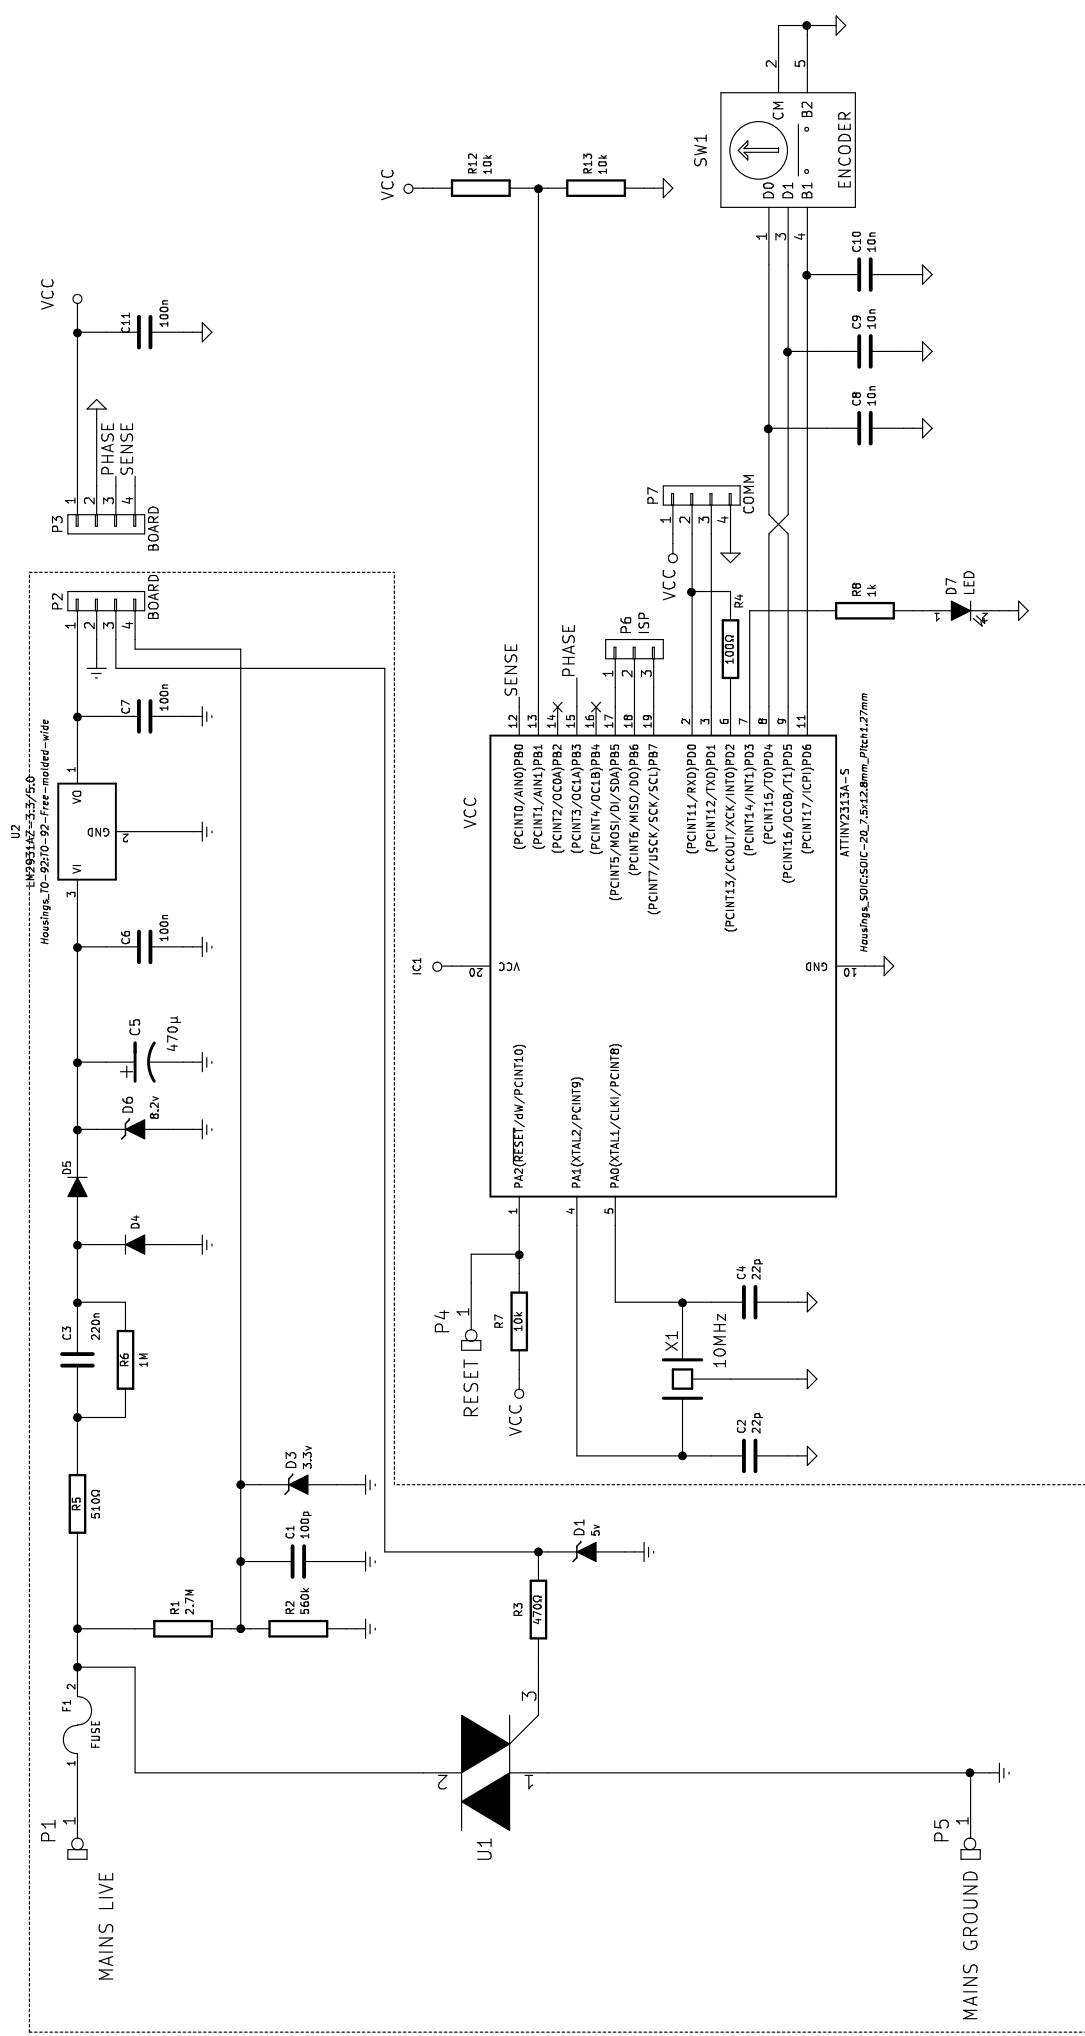 P1
1
MAINS LIVE
1
F1
2
FUSE
R1
2.7M
R2
560k
C1
100p
D3
3.3v
R5
510Ω
C3
220n
R6
1M
D4
D5
D6
8.2v
C5
470µ
+
C6
100n
U2
LM2931AZ-3.3/5.0
Housings_TO-92:TO-92-Free-molded-wide
VI
VO
GND
3
1
2
C7
100n
P2
BOARD
1
2
3
4
P3
BOARD
1
2
3
4
PHASE
SENSE
C11
100n
VCC
U1
2
1
3
R3
470Ω
D1
5v
P5
1
MAINS GROUND
P4
1
RESET
R7
10k
VCC
X1
10MHz
C2
22p
C4
22p
1
4
5
PA2(RESET/dW/PCINT10)
PA1(XTAL2/PCINT9)
PA0(XTAL1/CLKI/PCINT8)
IC1
20
VCC
GND
10
VCC
(PCINT0/AIN0)PB0
(PCINT1/AIN1)PB1
(PCINT2/OC0A)PB2
(PCINT3/OC1A)PB3
(PCINT4/OC1B)PB4
(PCINT5/MOSI/DI/SDA)PB5
(PCINT6/MISO/DO)PB6
(PCINT7/USCK/SCK/SCL)PB7
(PCINT11/RXD)PD0
(PCINT12/TXD)PD1
(PCINT13/CKOUT/XCK/INT0)PD2
(PCINT14/INT1)PD3
(PCINT15/T0)PD4
(PCINT16/OC0B/T1)PD5
(PCINT17/ICPI)PD6
ATTINY2313A-S
Housings_SOIC:SOIC-20_7.5x12.8mm_Pitch1.27mm
12
13
14
15
16
17
18
19
2
3
6
7
8
9
11
SENSE
PHASE
P6
ISP
1
2
3
R4
100Ω
P7
COMM
1
2
3
4
VCC
R8
1k
D7
LED
1
2
VCC
R12
10k
R13
10k
C8
10n
C9
10n
C10
10n
SW1
ENCODER
D0
D1
B1
CM
B2
1
3
4
2
5